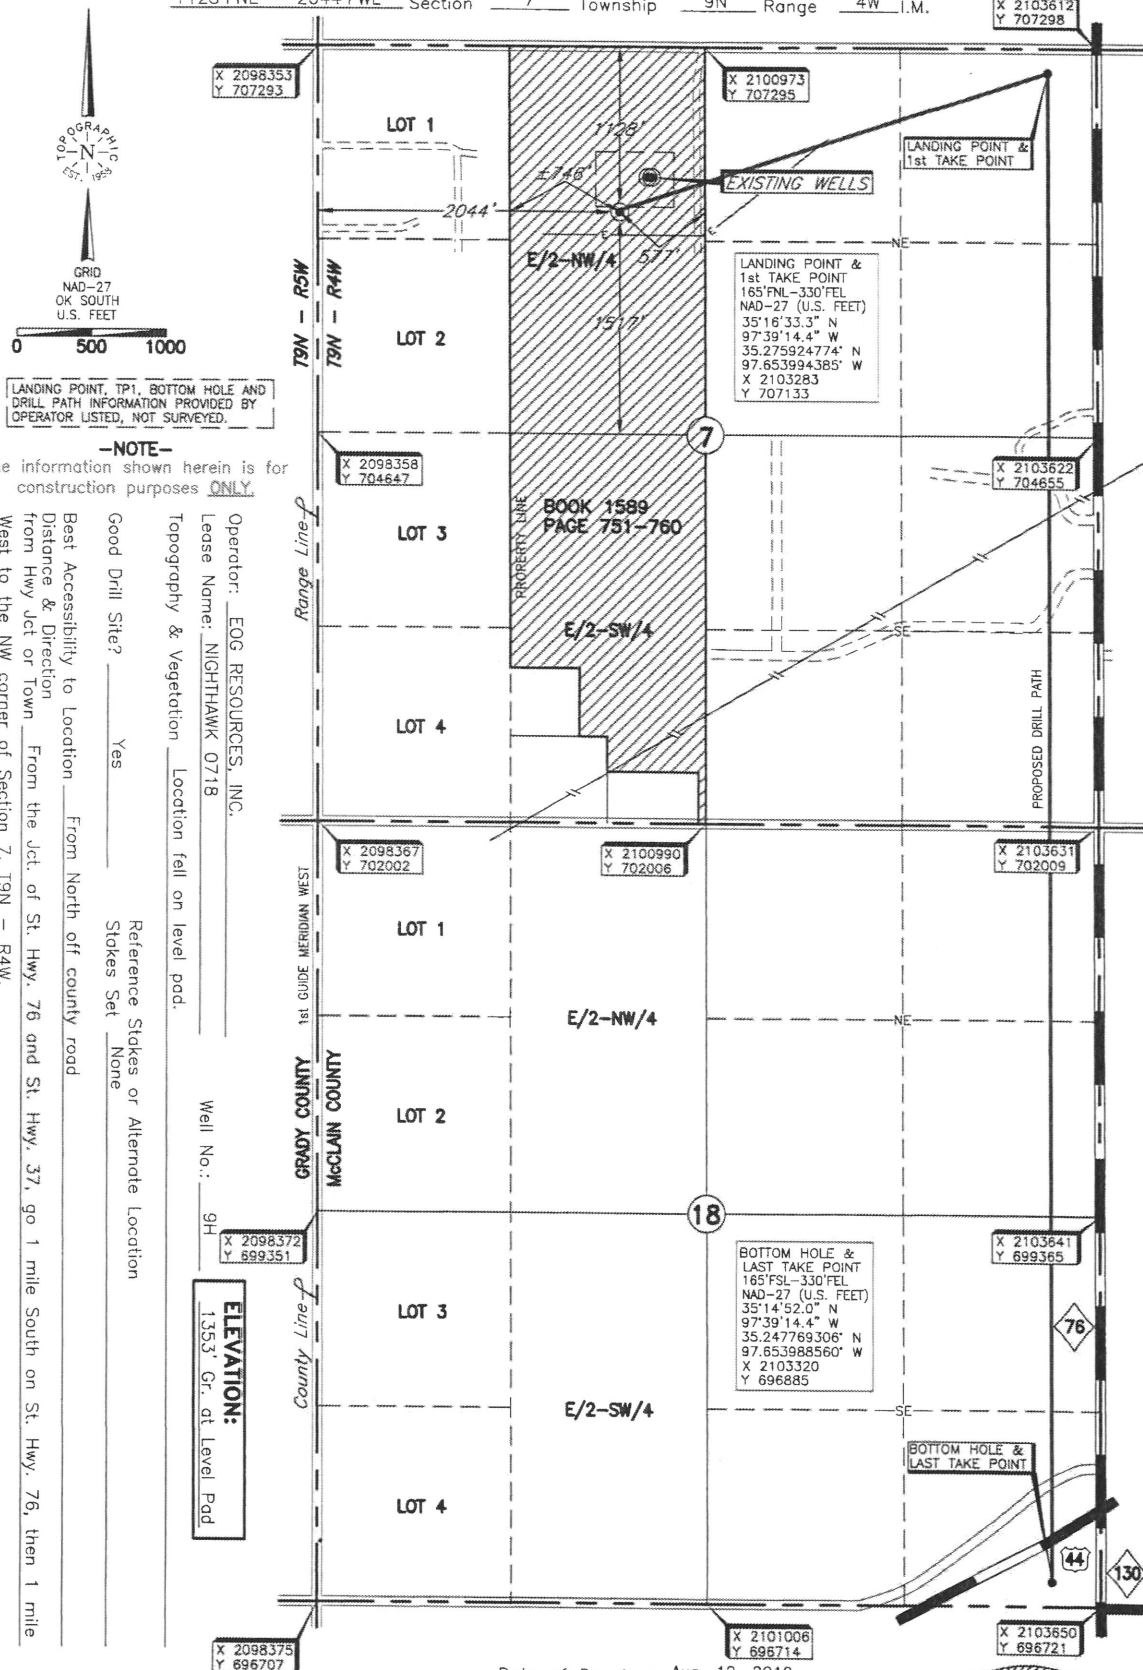 1128'FNL - 2044'FWL Section 7 Township 9N Range 4W I.M.
X 2103612
Y 707298
X 2098353
Y 707293
X 2100973
Y 707295
TOPOGRAPHIC
N
EST. 1958
LOT 1
1128'
LANDING POINT &
1st TAKE POINT
±746'
EXISTING WELLS
2044'
E
E
NE
E/2-NW/4
577'
GRID
NAD-27
OK SOUTH
U.S. FEET
0 500 1000
T9N - R5W
T9N - R4W
LOT 2
1517'
LANDING POINT &
1st TAKE POINT
165'FNL-330'FEL
NAD-27 (U.S. FEET)
35°16'33.3" N
97°39'14.4" W
35.275924774° N
97.653994385° W
X 2103283
Y 707133
LANDING POINT, TP1, BOTTOM HOLE AND
DRILL PATH INFORMATION PROVIDED BY
OPERATOR LISTED, NOT SURVEYED.
-NOTE-
information shown herein is for
construction purposes ONLY.
7
X 2098358
Y 704647
X 2103622
Y 704655
PROPERTY LINE
BOOK 1589
PAGE 751-760
LOT 3
Range Line
E/2-SW/4
SE
LOT 4
PROPOSED DRILL PATH
Operator: EOG RESOURCES, INC.
Lease Name: NIGHTHAWK 0718 Well No.: 9H
Topography & Vegetation Location fell on level pad.
Good Drill Site? Yes
Reference Stakes or Alternate Location
Stakes Set None
Best Accessibility to Location From North off county road
Distance & Direction
from Hwy Jct or Town From the Jct. of St. Hwy. 76 and St. Hwy. 37, go 1 mile South on St. Hwy. 76, then 1 mile
West to the NW corner of Section 7, T9N - R4W.
ELEVATION:
1353' Gr. at Level Pad
X 2098367
Y 702002
X 2100990
Y 702006
X 2103631
Y 702009
1st GUIDE MERIDIAN WEST
LOT 1
E/2-NW/4
NE
GRADY COUNTY
McCLAIN COUNTY
LOT 2
18
X 2098372
Y 699351
X 2103641
Y 699365
BOTTOM HOLE &
LAST TAKE POINT
165'FSL-330'FEL
NAD-27 (U.S. FEET)
35°14'52.0" N
97°39'14.4" W
35.247769306° N
97.653988560° W
X 2103320
Y 696885
76
County Line
LOT 3
E/2-SW/4
SE
BOTTOM HOLE &
LAST TAKE POINT
LOT 4
44
130
X 2098375
Y 696707
X 2101006
Y 696714
X 2103650
Y 696721